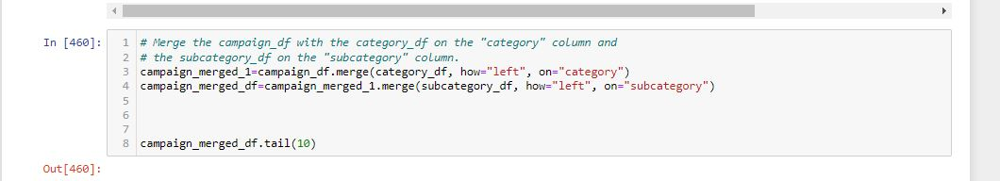 In [460]:
1 # Merge the campaign_df with the category_df on the "category" column and
2 # the subcategory_df on the "subcategory" column.
3 campaign_merged_1=campaign_df.merge(category_df, how="left", on="category")
4 campaign_merged_df=campaign_merged_1.merge(subcategory_df, how="left", on="subcategory")
5
6
7
8 campaign_merged_df.tail(10)
Out[460]: